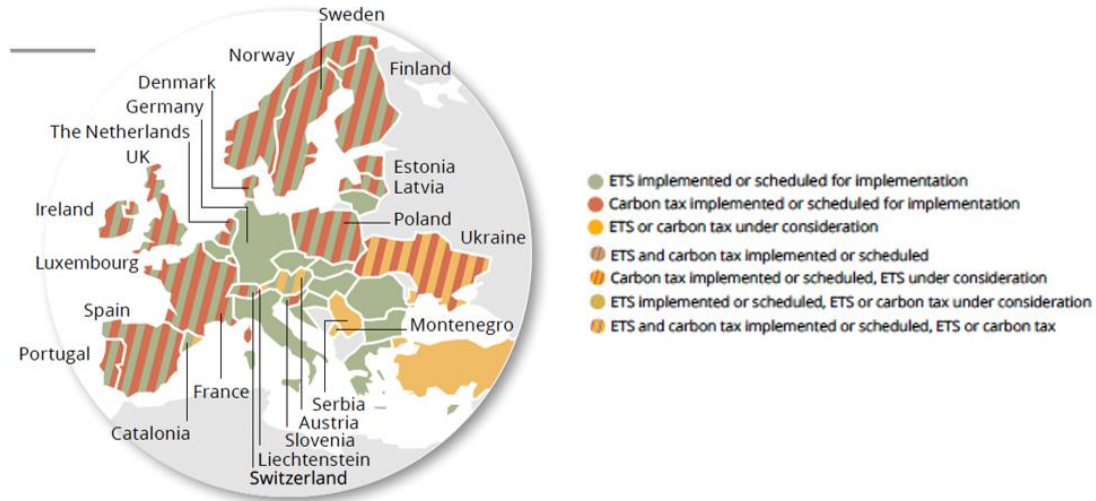 Sweden
Norway
Finland
Denmark
Germany
The Netherlands
UK
Estonia
Latvia
Ireland
Poland
Ukraine
Luxembourg
Spain
Montenegro
Portugal
France
Serbia
Austria
Catalonia
Slovenia
Liechtenstein
Switzerland
ETS implemented or scheduled for implementation
Carbon tax implemented or scheduled for implementation
ETS or carbon tax under consideration
ETS and carbon tax implemented or scheduled
Carbon tax implemented or scheduled, ETS under consideration
ETS implemented or scheduled, ETS or carbon tax under consideration
ETS and carbon tax implemented or scheduled, ETS or carbon tax